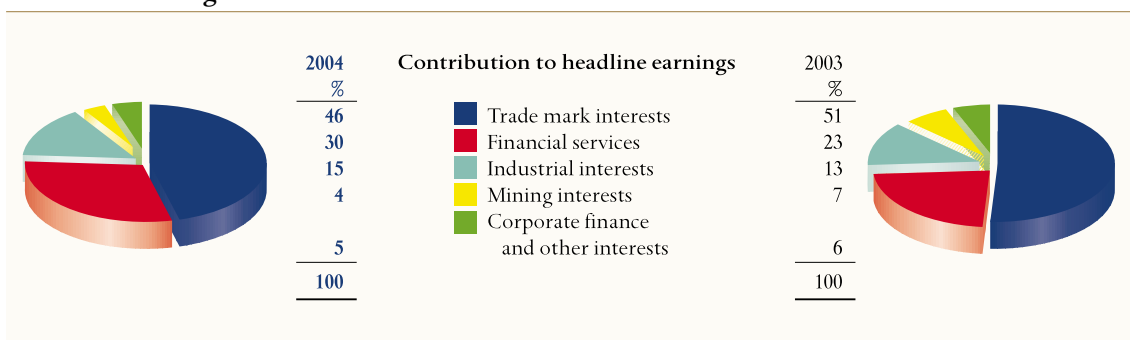 2004 Contribution to headline earnings 2003
% %
46 Trade mark interests 51
30 Financial services 23
15 Industrial interests 13
4 Mining interests 7
Corporate finance
5 and other interests 6
100 100